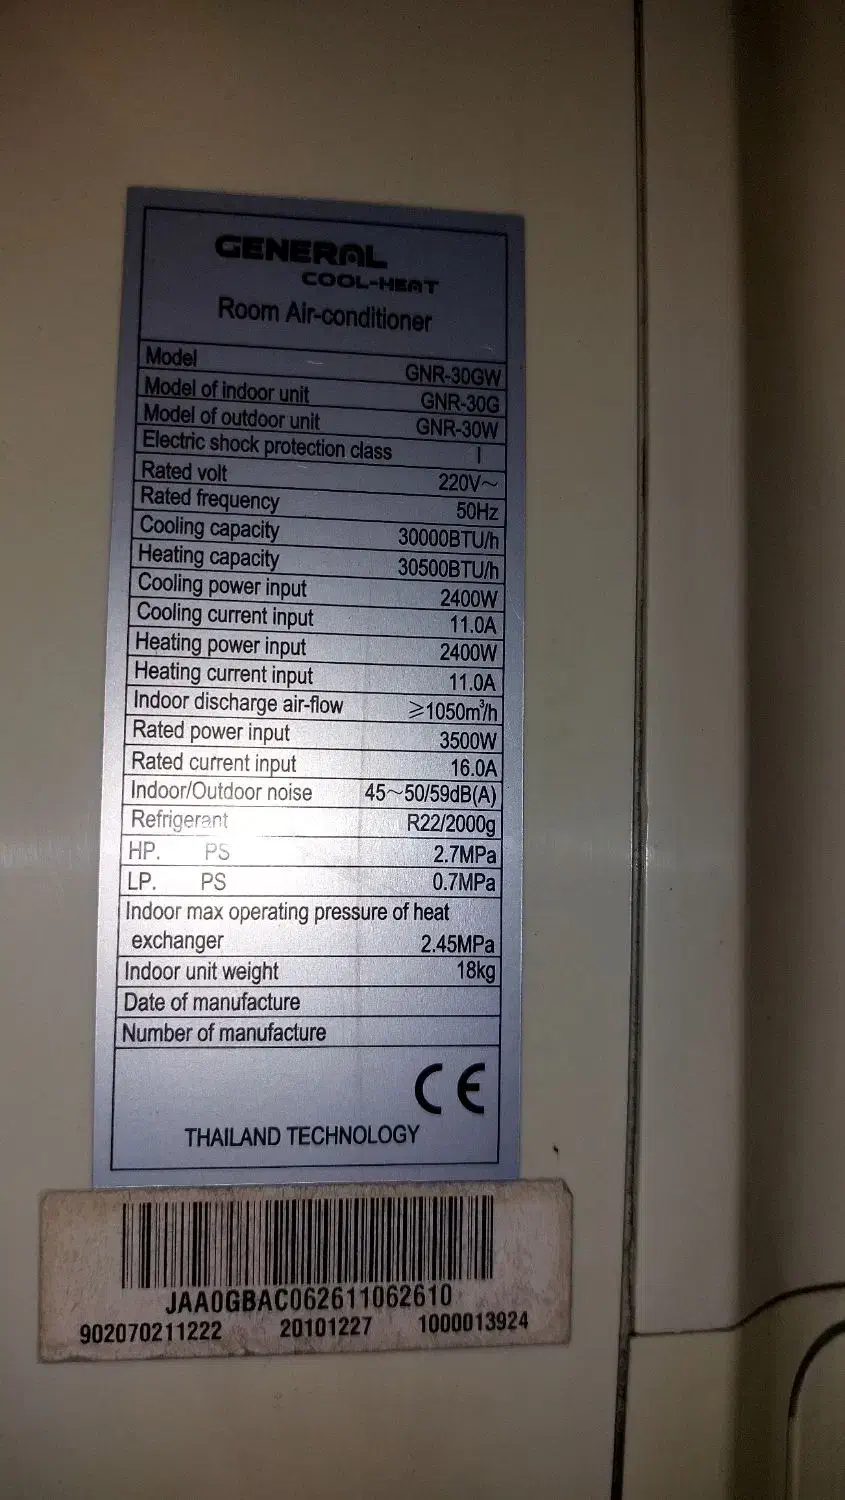 GENERAL
COOL-HEAT
Room Air-conditioner
Model GNR-30GW
Model of indoor unit GNR-30G
Model of outdoor unit GNR-30W
Electric shock protection class I
Rated volt 220V~
Rated frequency 50Hz
Cooling capacity 30000BTU/h
Heating capacity 30500BTU/h
Cooling power input 2400W
Cooling current input 11.0A
Heating power input 2400W
Heating current input 11.0A
Indoor discharge air-flow ≥1050m³/h
Rated power input 3500W
Rated current input 16.0A
Indoor/Outdoor noise 45~50/59dB(A)
Refrigerant R22/2000g
HP. PS 2.7MPa
LP. PS 0.7MPa
Indoor max operating pressure of heat
exchanger 2.45MPa
Indoor unit weight 18kg
Date of manufacture
Number of manufacture
CE
THAILAND TECHNOLOGY
JAA0GBAC062611062610
902070211222 20101227 1000013924